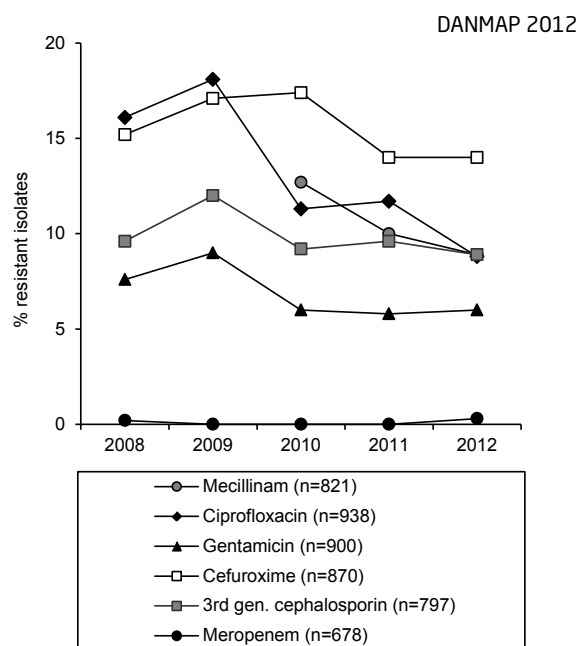 DANMAP 2012
20
15
10
5
0
% resistant isolates
2008 2009 2010 2011 2012
Mecillinam (n=821)
Ciprofloxacin (n=938)
Gentamicin (n=900)
Cefuroxime (n=870)
3rd gen. cephalosporin (n=797)
Meropenem (n=678)